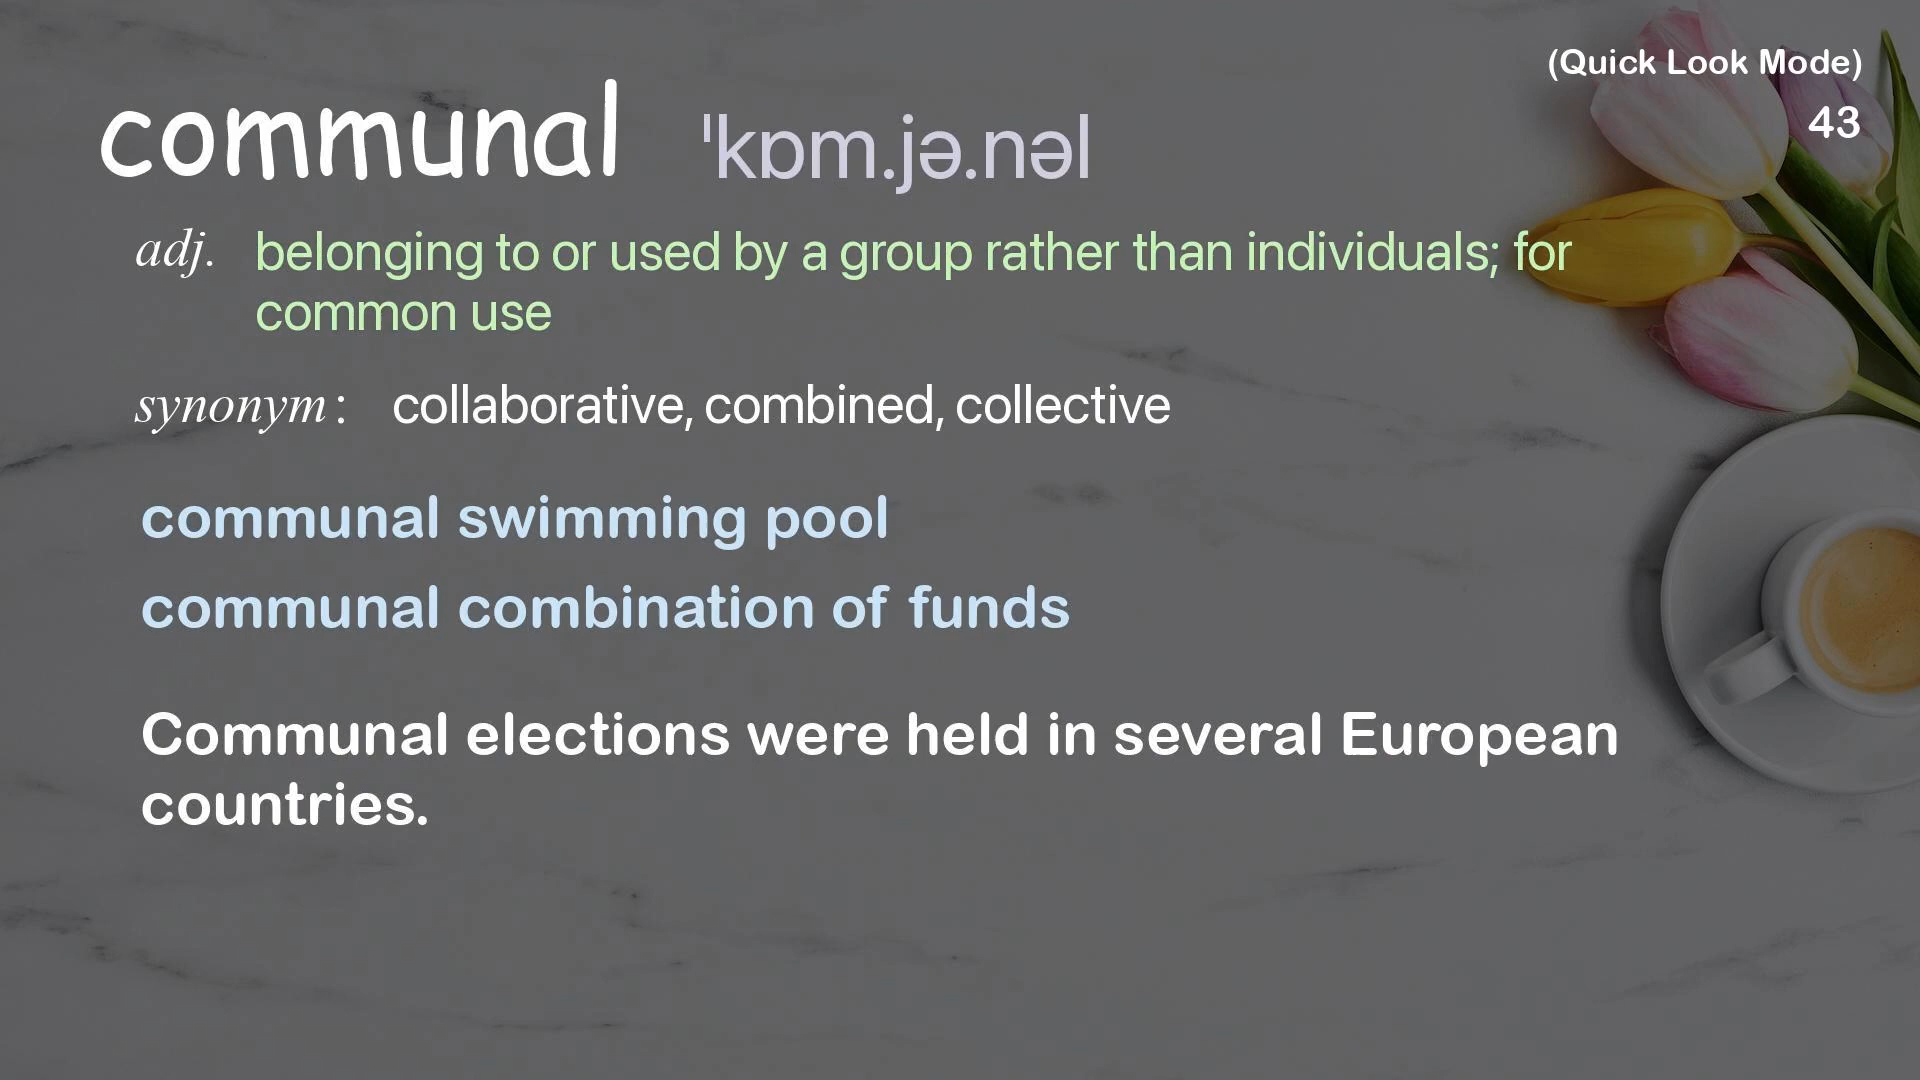 (Quick Look Mode)
43
communal ˈkɒm.jə.nəl
adj. belonging to or used by a group rather than individuals; for
common use
synonym : collaborative, combined, collective
communal swimming pool
communal combination of funds
Communal elections were held in several European
countries.